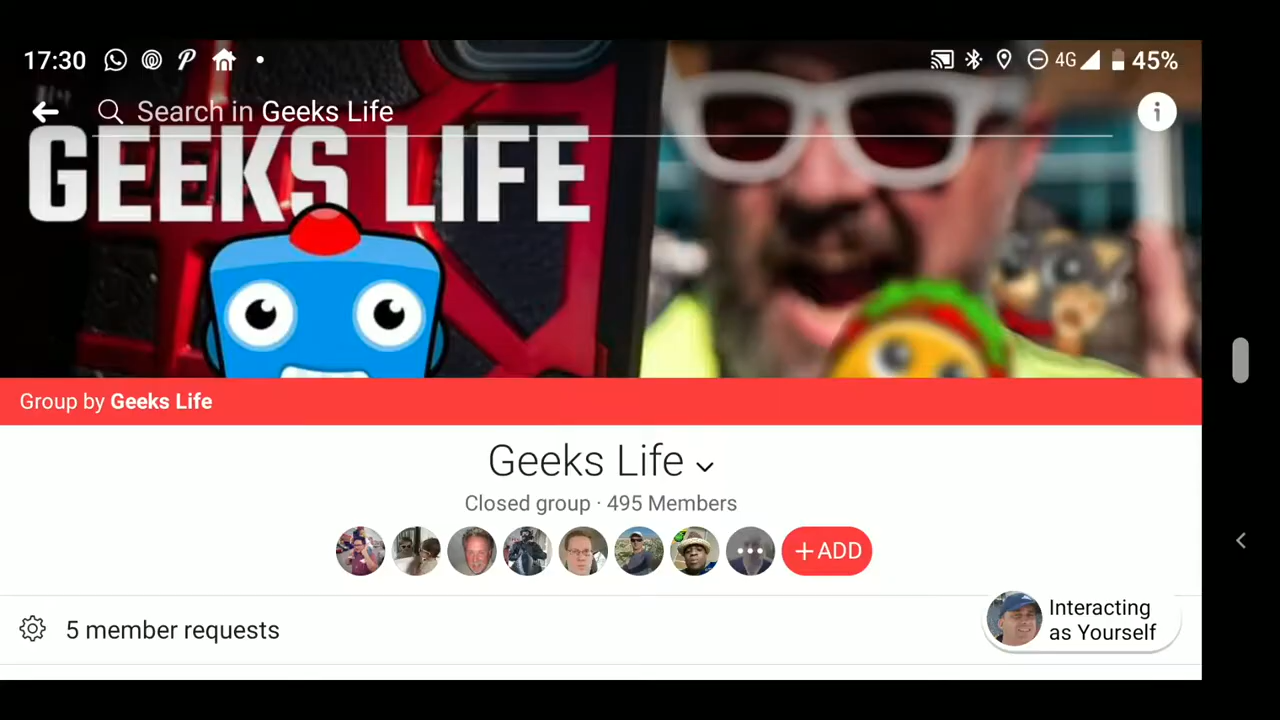 17:30
4G
45%
Search in Geeks Life
GEEKS LIFE
Group by Geeks Life
Geeks Life
Closed group · 495 Members
+ADD
5 member requests
Interacting
as Yourself